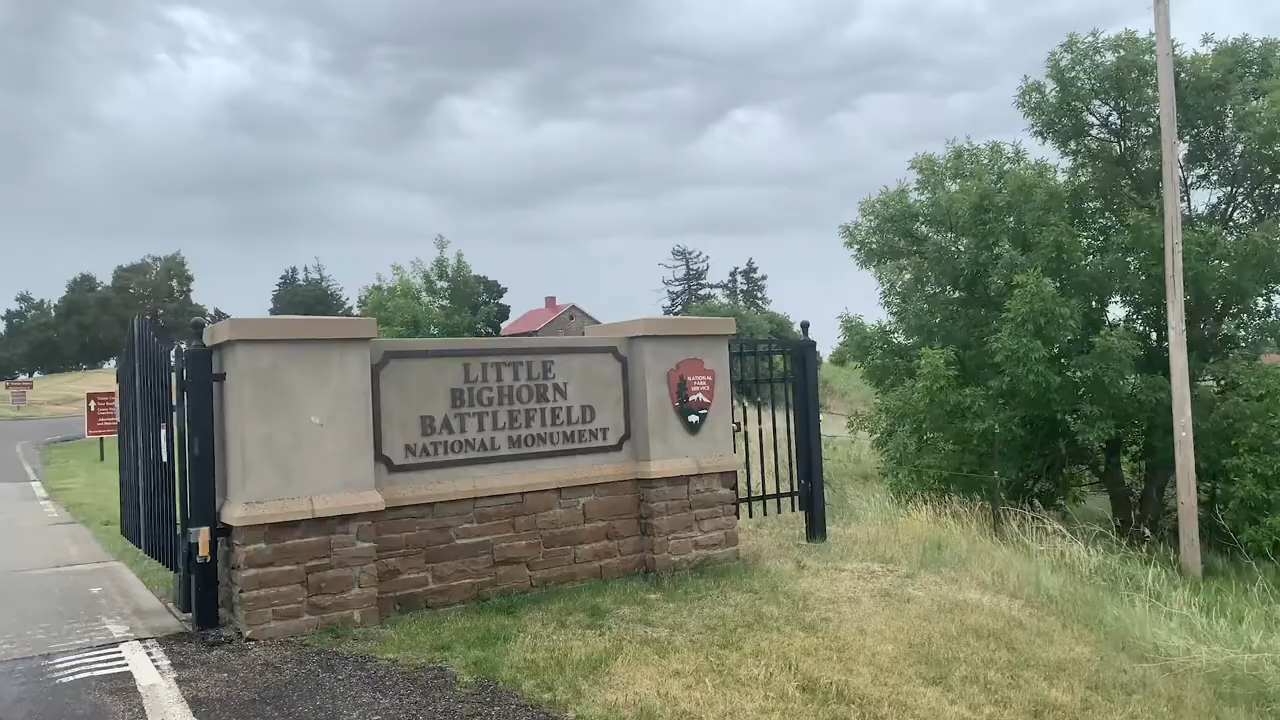 LITTLE
BIGHORN
BATTLEFIELD
NATIONAL MONUMENT
NATIONAL
PARK
SERVICE